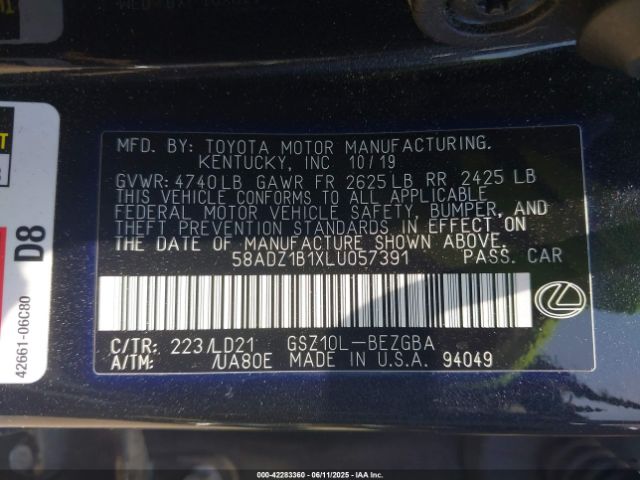 MFD. BY: TOYOTA MOTOR MANUFACTURING.
KENTUCKY, INC 10/19
GVWR: 4740 LB GAWR FR 2625 LB RR 2425 LB
THIS VEHICLE CONFORMS TO ALL APPLICABLE
FEDERAL MOTOR VEHICLE SAFETY, BUMPER, AND
THEFT PREVENTION STANDARDS IN EFFECT ON
THE DATE OF MANUFACTURE SHOWN ABOVE.
58ADZ1B1XLU057391 PASS. CAR
C/TR: 223/LD21 GSZ10L-BEZGBA
A/TM: /UA80E MADE IN U.S.A. 94049
D8
42661-06C80
000-42283360 - 06/11/2025 - IAAI.COM